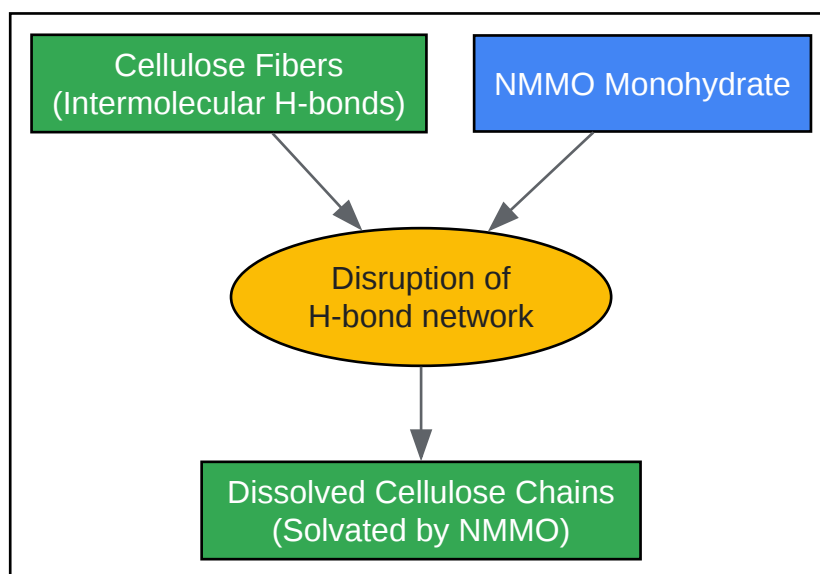 Cellulose Fibers
(Intermolecular H-bonds)
NMMO Monohydrate
Disruption of
H-bond network
Dissolved Cellulose Chains
(Solvated by NMMO)